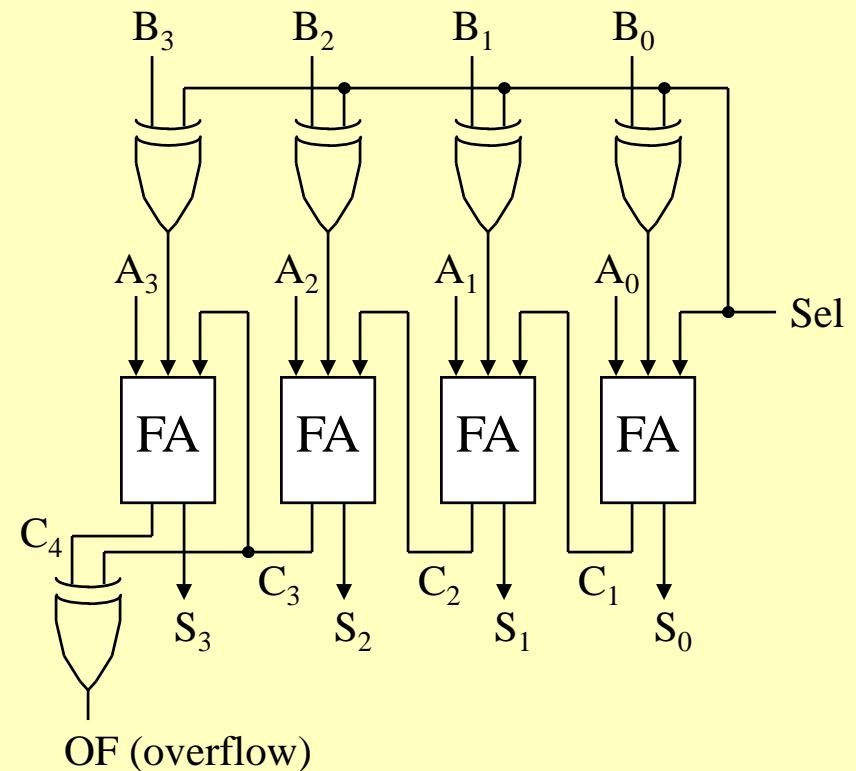 B₃ B₂ B₁ B₀
A₃ A₂ A₁ A₀
Sel
FA FA FA FA
C₄
C₃ C₂ C₁
S₃ S₂ S₁ S₀
OF (overflow)